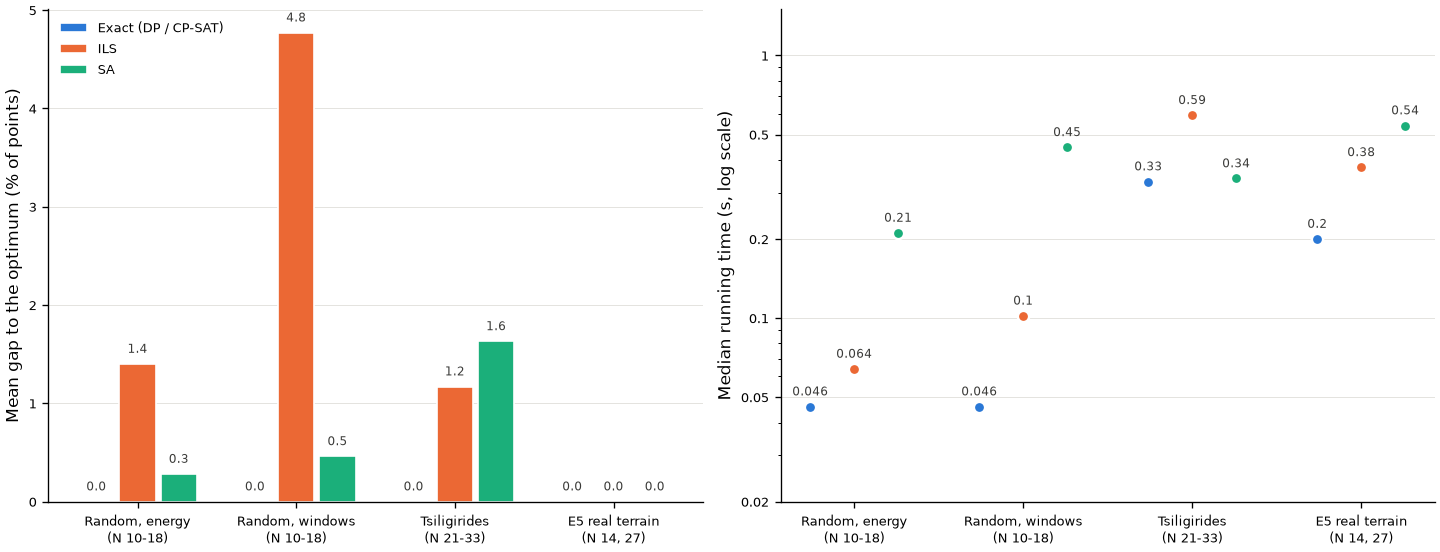 Mean gap to the optimum (% of points)
5
4
3
2
1
0
Exact (DP / CP-SAT)
ILS
SA
0.0
1.4
0.3
0.0
4.8
0.5
0.0
1.2
1.6
0.0
0.0
0.0
Random, energy
(N 10-18)
Random, windows
(N 10-18)
Tsiligirides
(N 21-33)
E5 real terrain
(N 14, 27)
Median running time (s, log scale)
1
0.5
0.2
0.1
0.05
0.02
0.046
0.064
0.21
0.046
0.1
0.45
0.33
0.59
0.34
0.2
0.38
0.54
Random, energy
(N 10-18)
Random, windows
(N 10-18)
Tsiligirides
(N 21-33)
E5 real terrain
(N 14, 27)